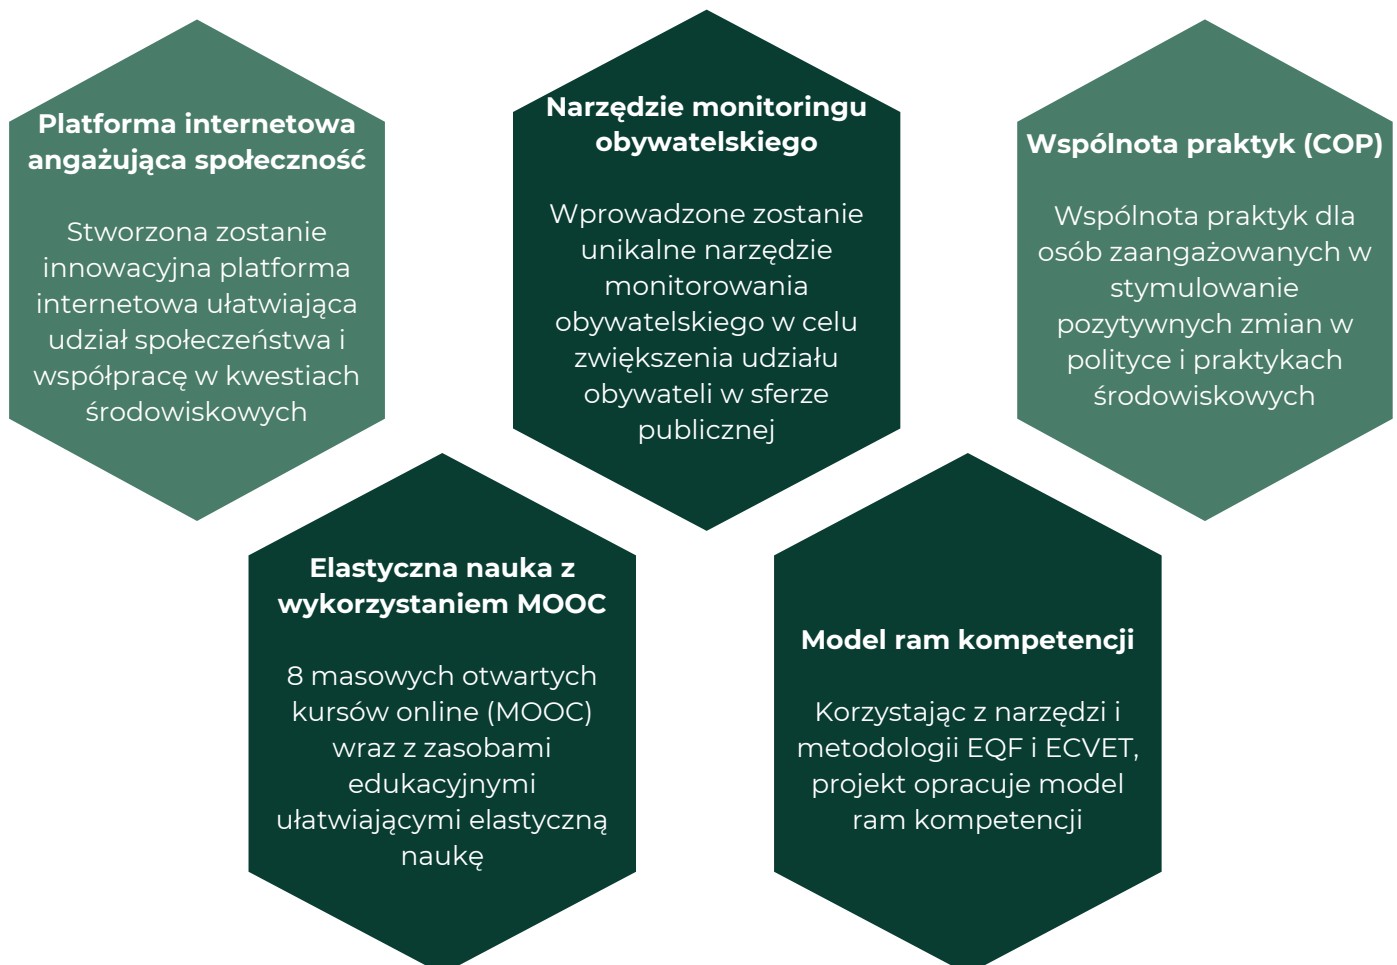 Platforma internetowa
angażująca społeczność
Stworzona zostanie
innowacyjna platforma
internetowa ułatwiająca
udział społeczeństwa i
współpracę w kwestiach
środowiskowych
Narzędzie monitoringu
obywatelskiego
Wprowadzone zostanie
unikalne narzędzie
monitorowania
obywatelskiego w celu
zwiększenia udziału
obywateli w sferze
publicznej
Wspólnota praktyk (COP)
Wspólnota praktyk dla
osób zaangażowanych w
stymulowanie
pozytywnych zmian w
polityce i praktykach
środowiskowych
Elastyczna nauka z
wykorzystaniem MOOC
8 masowych otwartych
kursów online (MOOC)
wraz z zasobami
edukacyjnymi
ułatwiającymi elastyczną
naukę
Model ram kompetencji
Korzystając z narzędzi i
metodologii EQF i ECVET,
projekt opracuje model
ram kompetencji